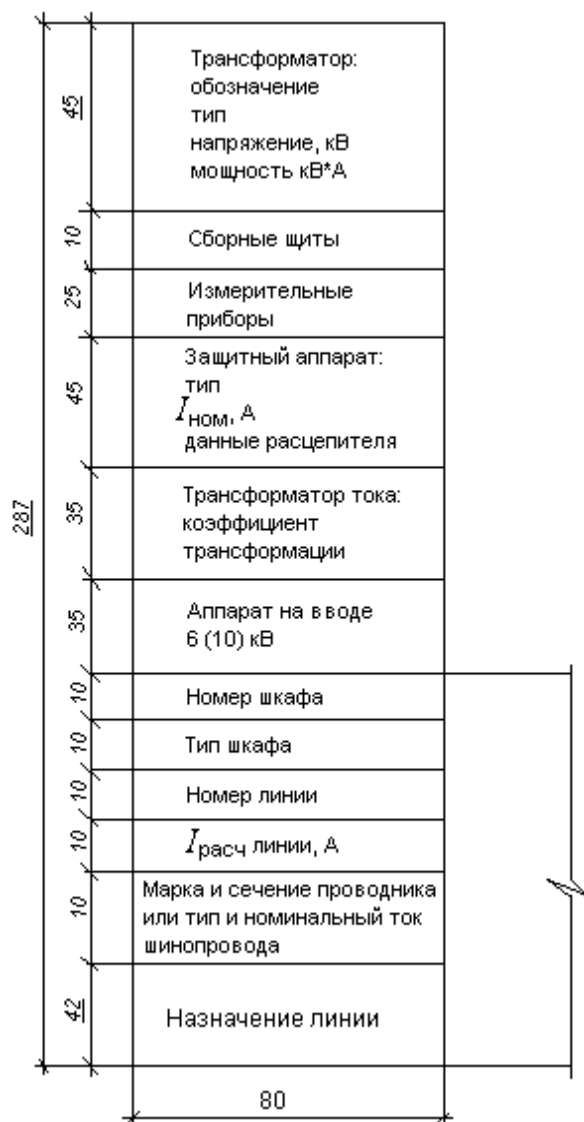 287
45
Трансформатор:
обозначение
тип
напряжение, кВ
мощность кВ*А
10
Сборные щиты
25
Измерительные
приборы
45
Защитный аппарат:
тип
Iном, А
данные расцепителя
35
Трансформатор тока:
коэффициент
трансформации
35
Аппарат на вводе
6 (10) кВ
10
Номер шкафа
10
Тип шкафа
10
Номер линии
10
Iрасч линии, А
10
Марка и сечение проводника
или тип и номинальный ток
шинопровода
42
Назначение линии
80